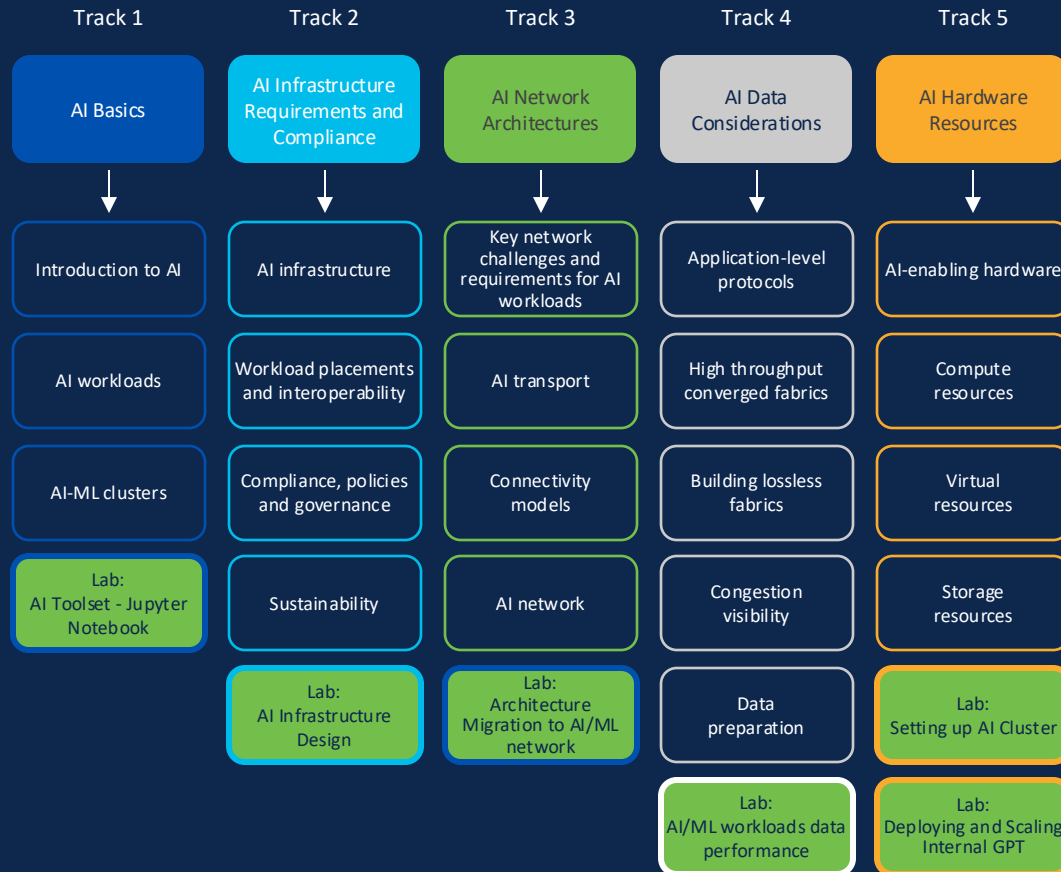 Track 1
Track 2
Track 3
Track 4
Track 5
AI Basics
AI Infrastructure
Requirements and
Compliance
AI Network
Architectures
AI Data
Considerations
AI Hardware
Resources
Introduction to AI
AI infrastructure
Key network
challenges and
requirements for AI
workloads
Application-level
protocols
AI-enabling hardware
AI workloads
Workload placements
and interoperability
AI transport
High throughput
converged fabrics
Compute
resources
AI-ML clusters
Compliance, policies
and governance
Connectivity
models
Building lossless
fabrics
Virtual
resources
Lab:
AI Toolset - Jupyter
Notebook
Sustainability
AI network
Congestion
visibility
Storage
resources
Lab:
AI Infrastructure
Design
Lab:
Architecture
Migration to AI/ML
network
Data
preparation
Lab:
Setting up AI Cluster
Lab:
AI/ML workloads data
performance
Lab:
Deploying and Scaling
Internal GPT